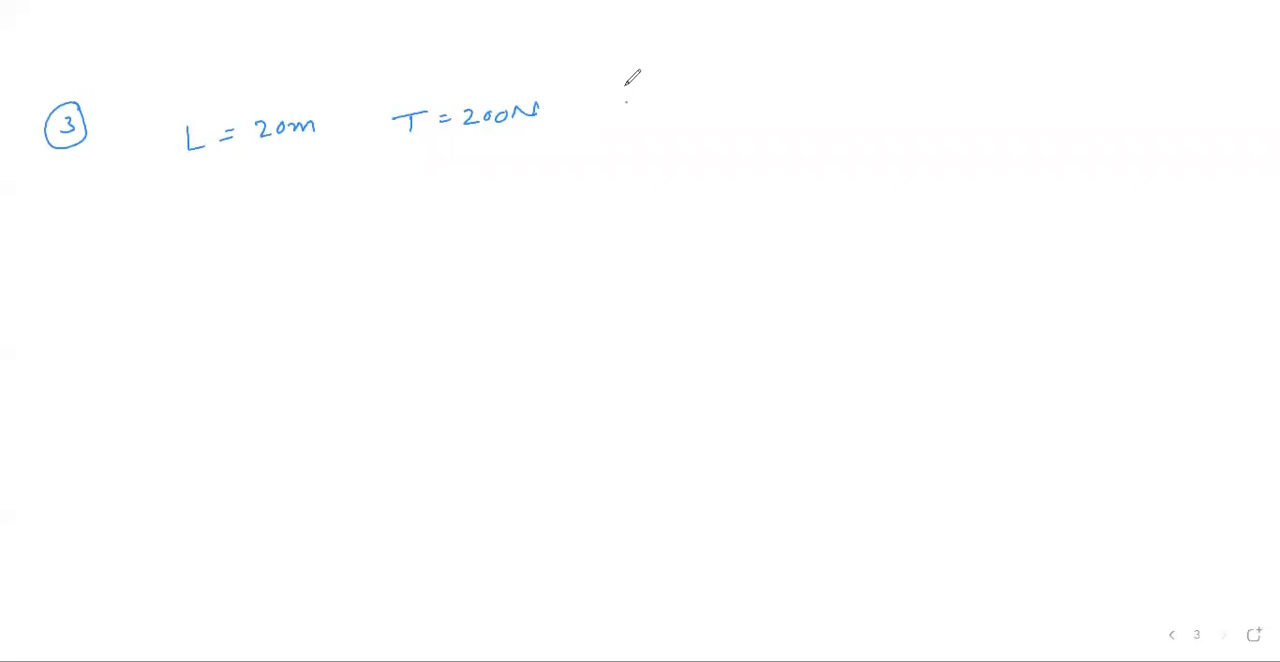 3 L = 20m T = 200N
< 3 >